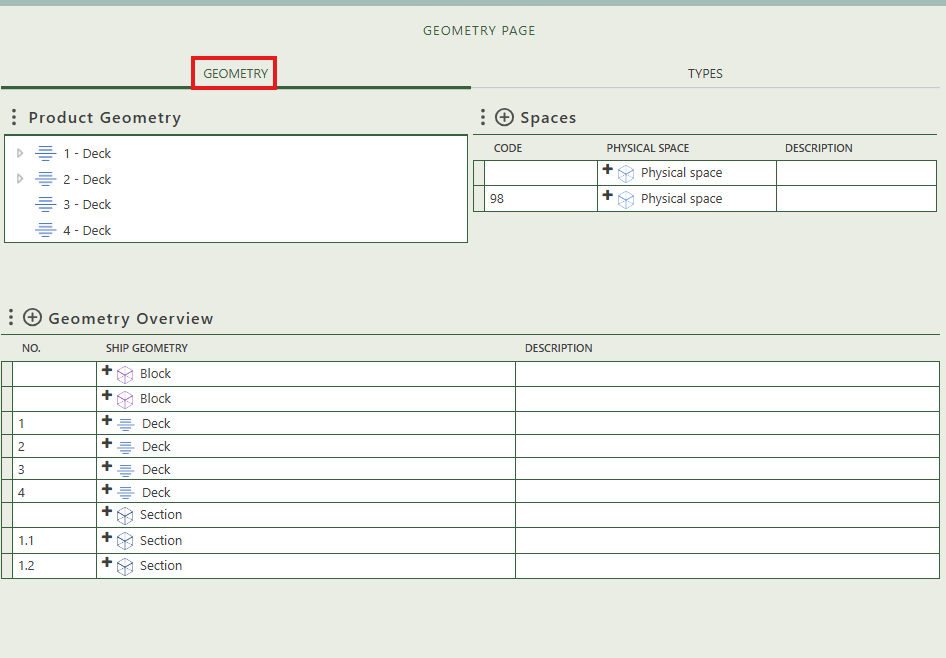 GEOMETRY PAGE
GEOMETRY TYPES
Product Geometry
1 - Deck
2 - Deck
3 - Deck
4 - Deck
Spaces
CODE PHYSICAL SPACE DESCRIPTION
Physical space
98 Physical space
Geometry Overview
NO. SHIP GEOMETRY DESCRIPTION
Block
Block
1 Deck
2 Deck
3 Deck
4 Deck
Section
1.1 Section
1.2 Section